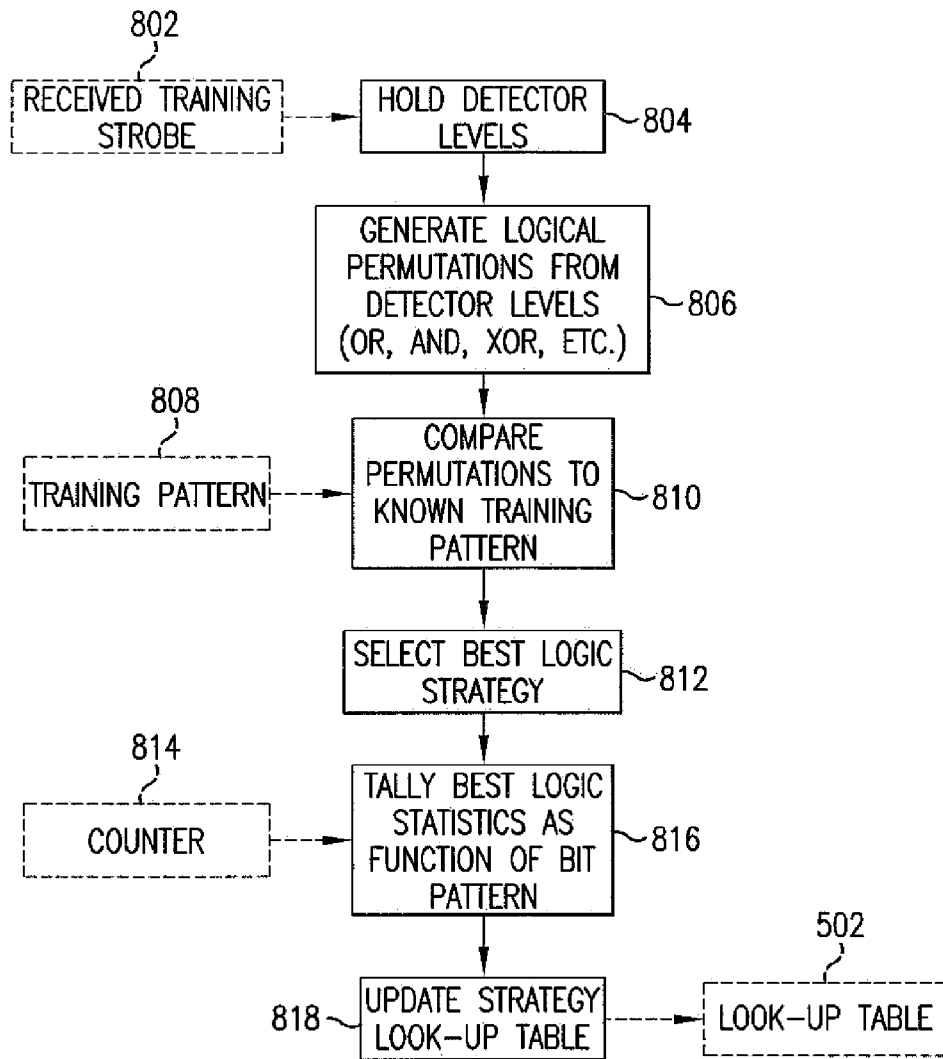 802
RECEIVED TRAINING
STROBE
HOLD DETECTOR
LEVELS
804
GENERATE LOGICAL
PERMUTATIONS FROM
DETECTOR LEVELS
(OR, AND, XOR, ETC.)
806
808
TRAINING PATTERN
COMPARE
PERMUTATIONS TO
KNOWN TRAINING
PATTERN
810
SELECT BEST LOGIC
STRATEGY
812
814
COUNTER
TALLY BEST LOGIC
STATISTICS AS
FUNCTION OF BIT
PATTERN
816
818
UPDATE STRATEGY
LOOK-UP TABLE
502
LOOK-UP TABLE